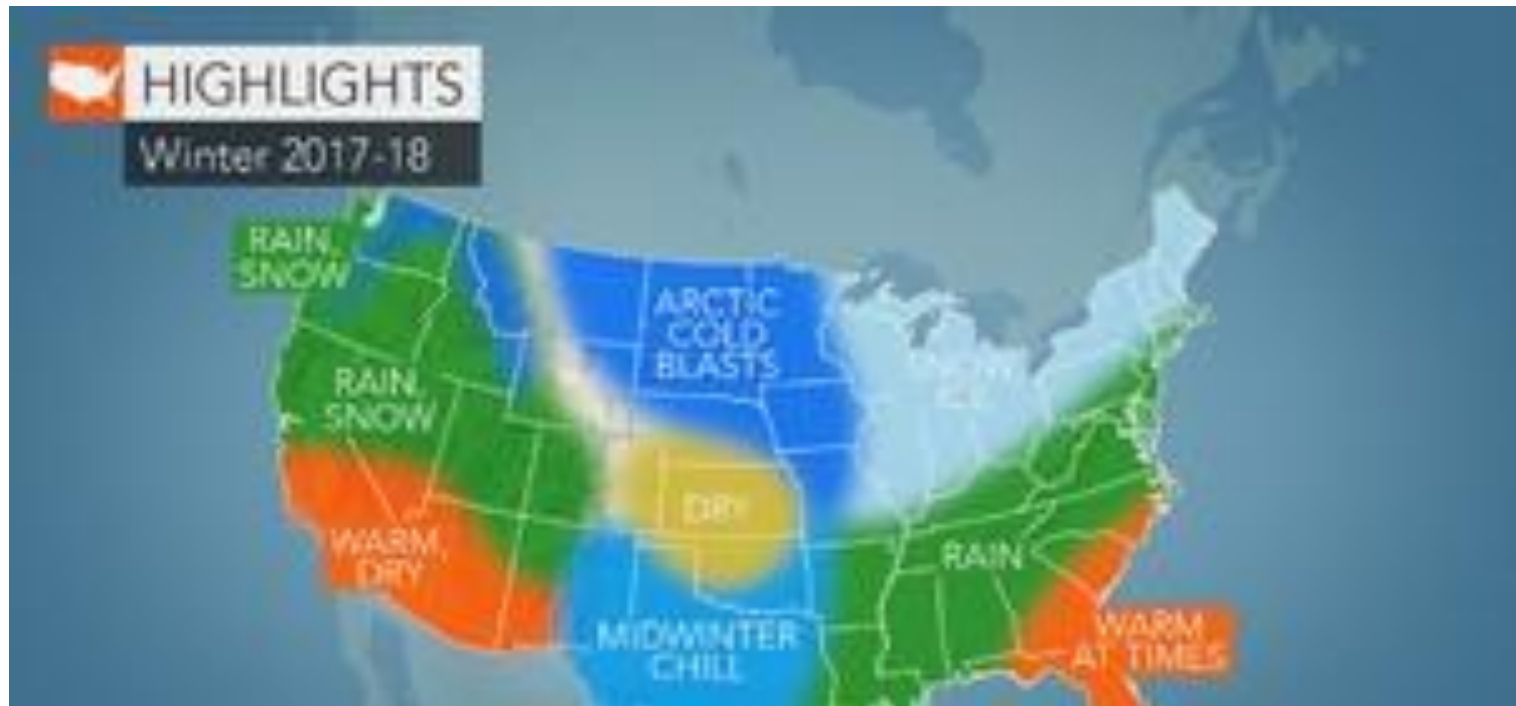 HIGHLIGHTS
Winter 2017-18
RAIN,
SNOW
ARCTIC
COLD
BLASTS
RAIN,
SNOW
DRY
WARM,
DRY
RAIN
MIDWINTER
CHILL
WARM
AT TIMES